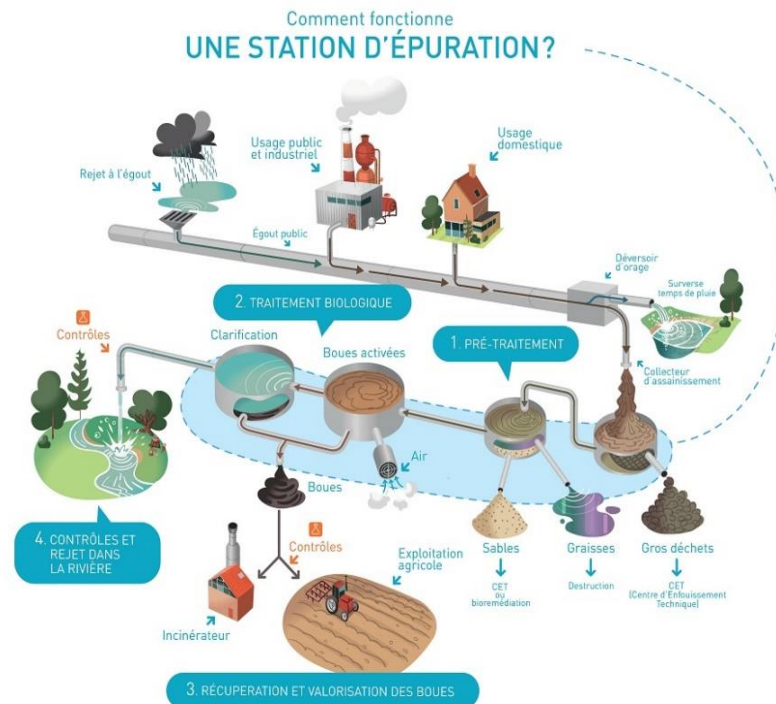 Comment fonctionne
UNE STATION D'ÉPURATION?
Usage public
et industriel
Usage
domestique
Rejet à l'égout
Égout public
Déversoir
d'orage
Surverse
temps de pluie
2. TRAITEMENT BIOLOGIQUE
Contrôles
Clarification
Boues activées
1. PRÉ-TRAITEMENT
Collecteur
d'assainissement
Air
Boues
4. CONTRÔLES ET
REJET DANS
LA RIVIÈRE
Contrôles
Exploitation
agricole
Sables
Graisses
Gros déchets
CET
ou
bioremédiation
Destruction
CET
(Centre d'Enfouissement
Technique)
Incinérateur
3. RÉCUPERATION ET VALORISATION DES BOUES